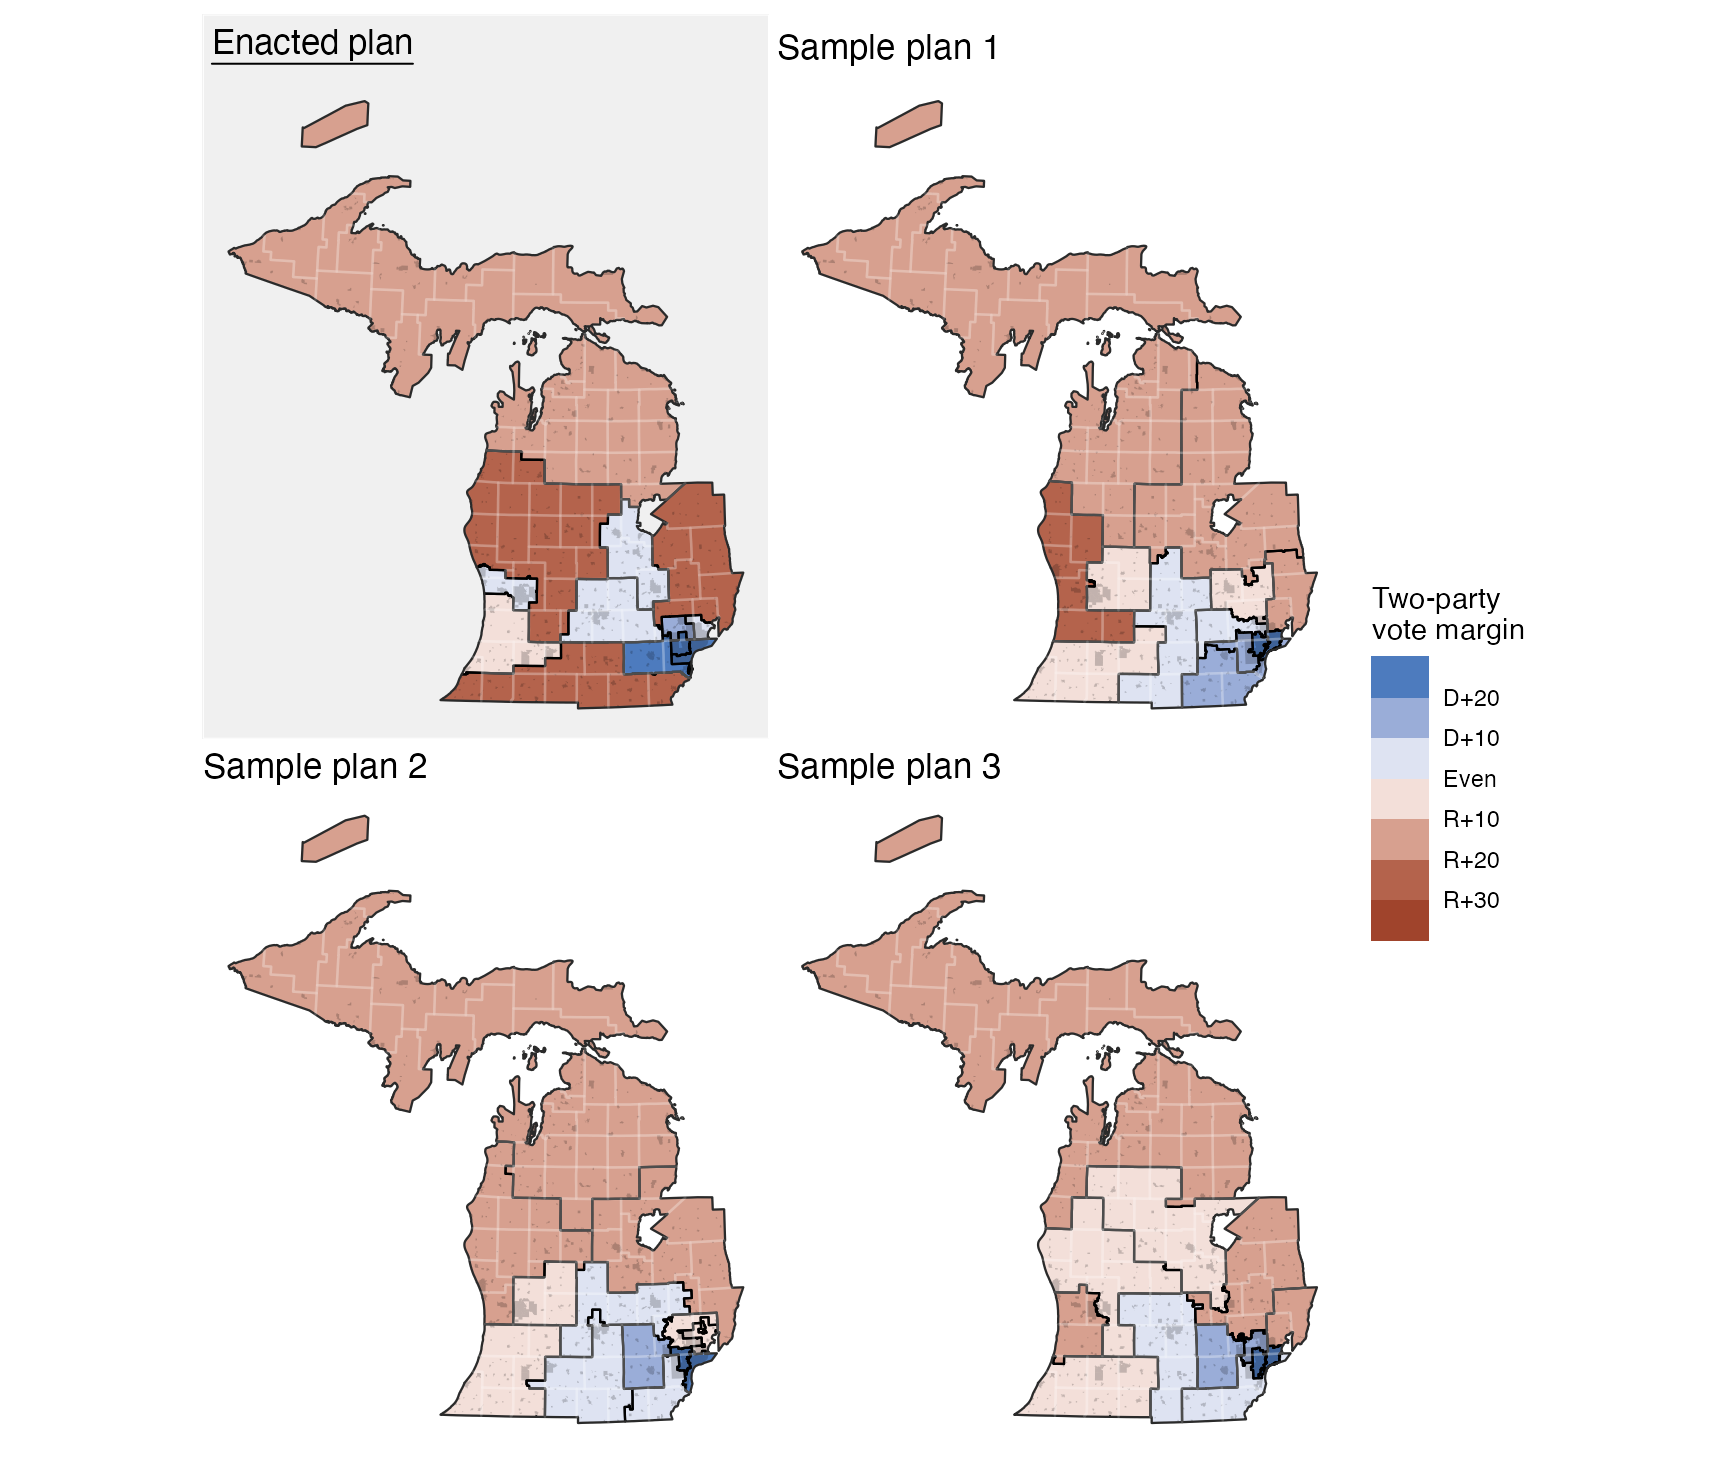 Enacted plan
Sample plan 1
Sample plan 2
Sample plan 3
Two-party
vote margin
D+20
D+10
Even
R+10
R+20
R+30